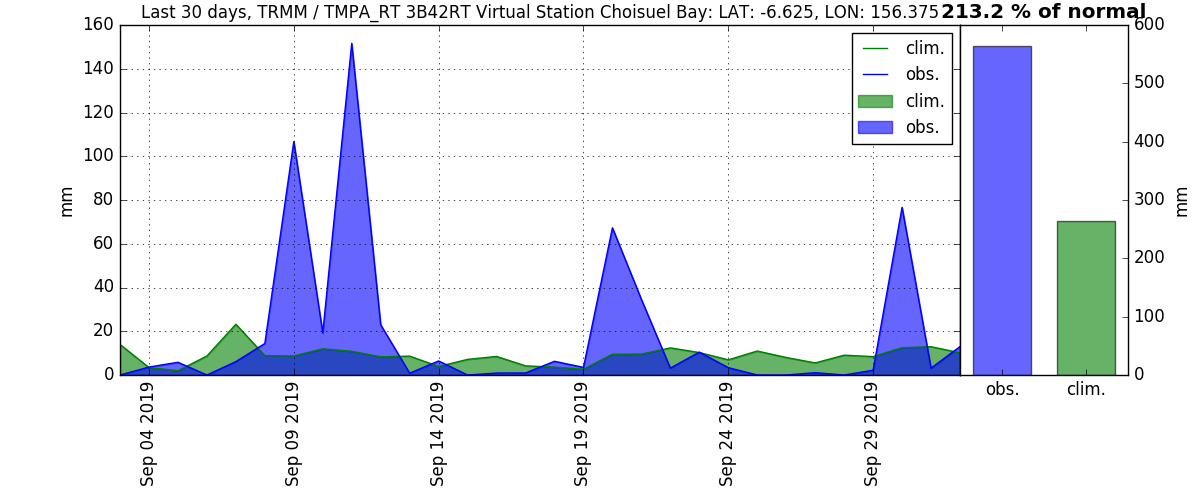 Last 30 days, TRMM / TMPA_RT 3B42RT Virtual Station Choisuel Bay: LAT: -6.625, LON: 156.375
213.2 % of normal
160
140
120
100
80
60
40
20
0
mm
clim.
obs.
clim.
obs.
600
500
400
300
200
100
0
mm
Sep 04 2019
Sep 09 2019
Sep 14 2019
Sep 19 2019
Sep 24 2019
Sep 29 2019
obs.
clim.